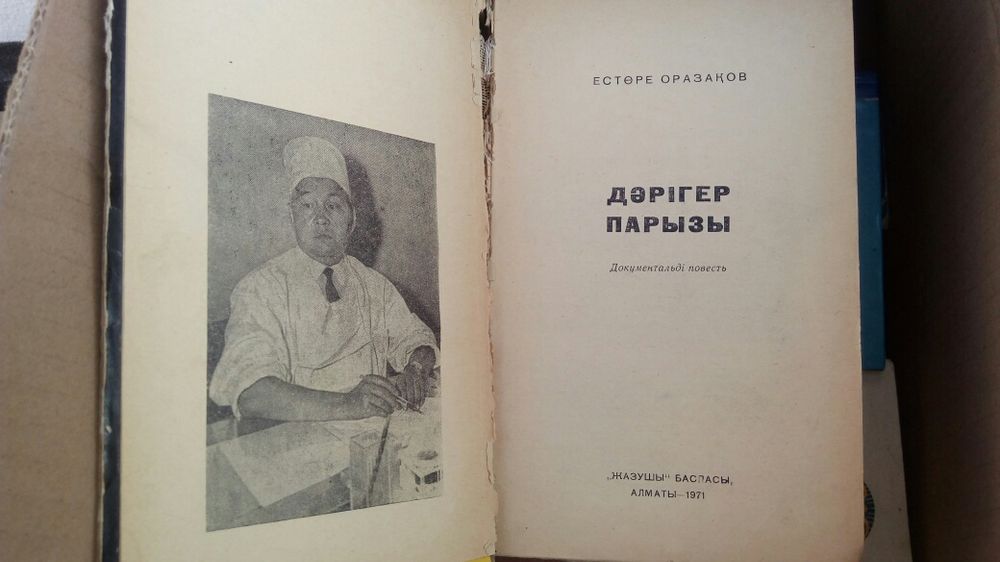 ЕСТӨРЕ ОРАЗАҚОВ
ДӘРІГЕР
ПАРЫЗЫ
Документальді повесть
„ЖАЗУШЫ“ БАСПАСЫ,
АЛМАТЫ—1971